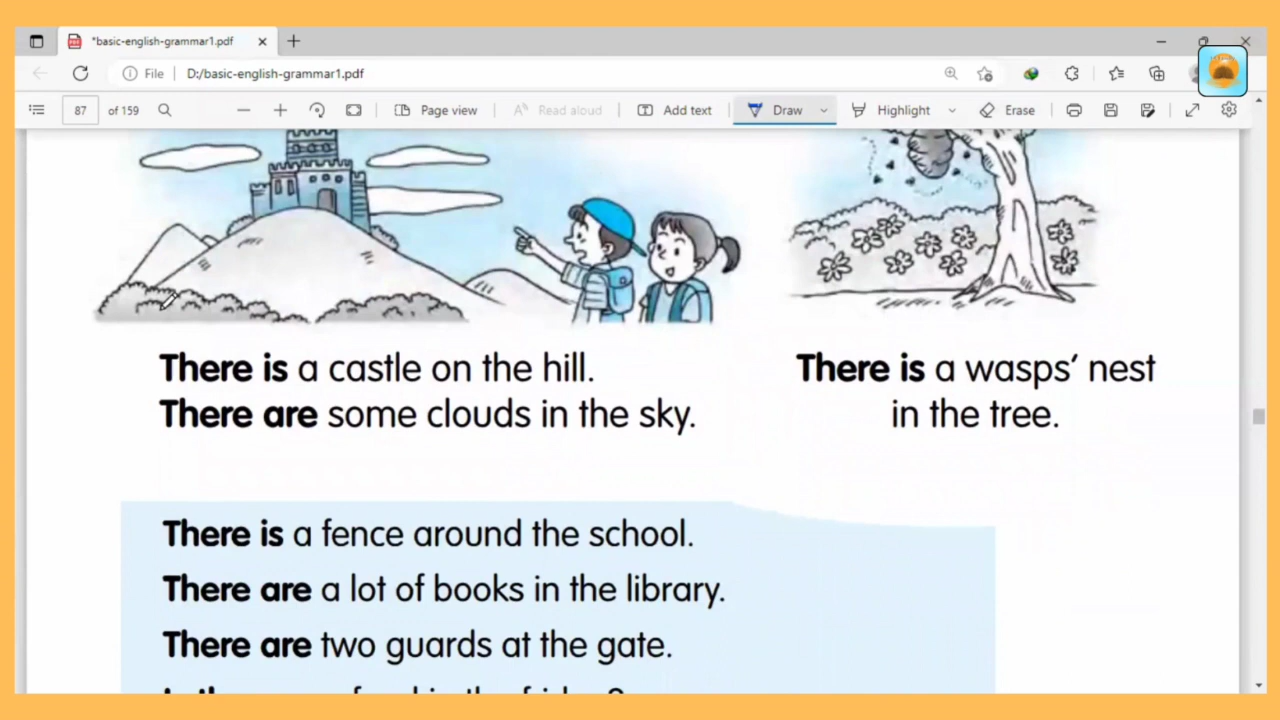 *basic-english-grammar1.pdf
File | D:/basic-english-grammar1.pdf
87 of 159 Page view Read aloud Add text Draw Highlight Erase
There is a castle on the hill.
There are some clouds in the sky.
There is a wasps’ nest
in the tree.
There is a fence around the school.
There are a lot of books in the library.
There are two guards at the gate.